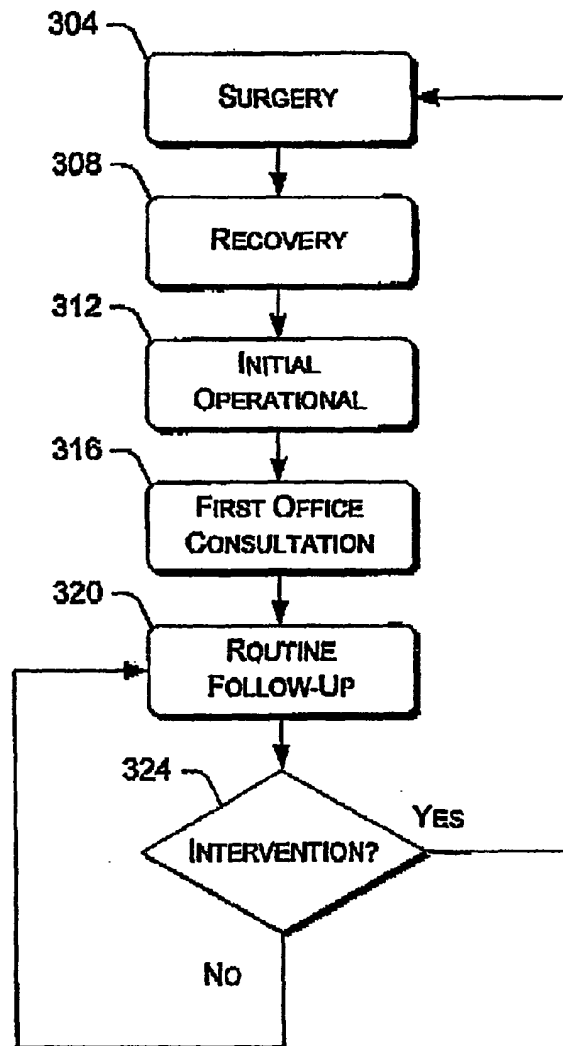 304
SURGERY
308
RECOVERY
312
INITIAL
OPERATIONAL
316
FIRST OFFICE
CONSULTATION
320
ROUTINE
FOLLOW-UP
324
INTERVENTION?
YES
NO